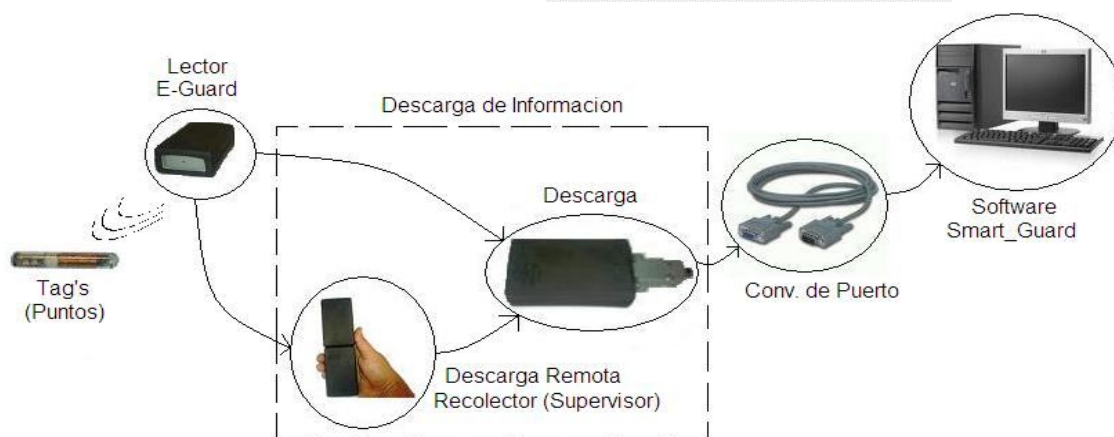 Lector
E-Guard
Descarga de Informacion
Descarga
Software
Smart_Guard
Tag's
(Puntos)
Conv. de Puerto
Descarga Remota
Recolector (Supervisor)